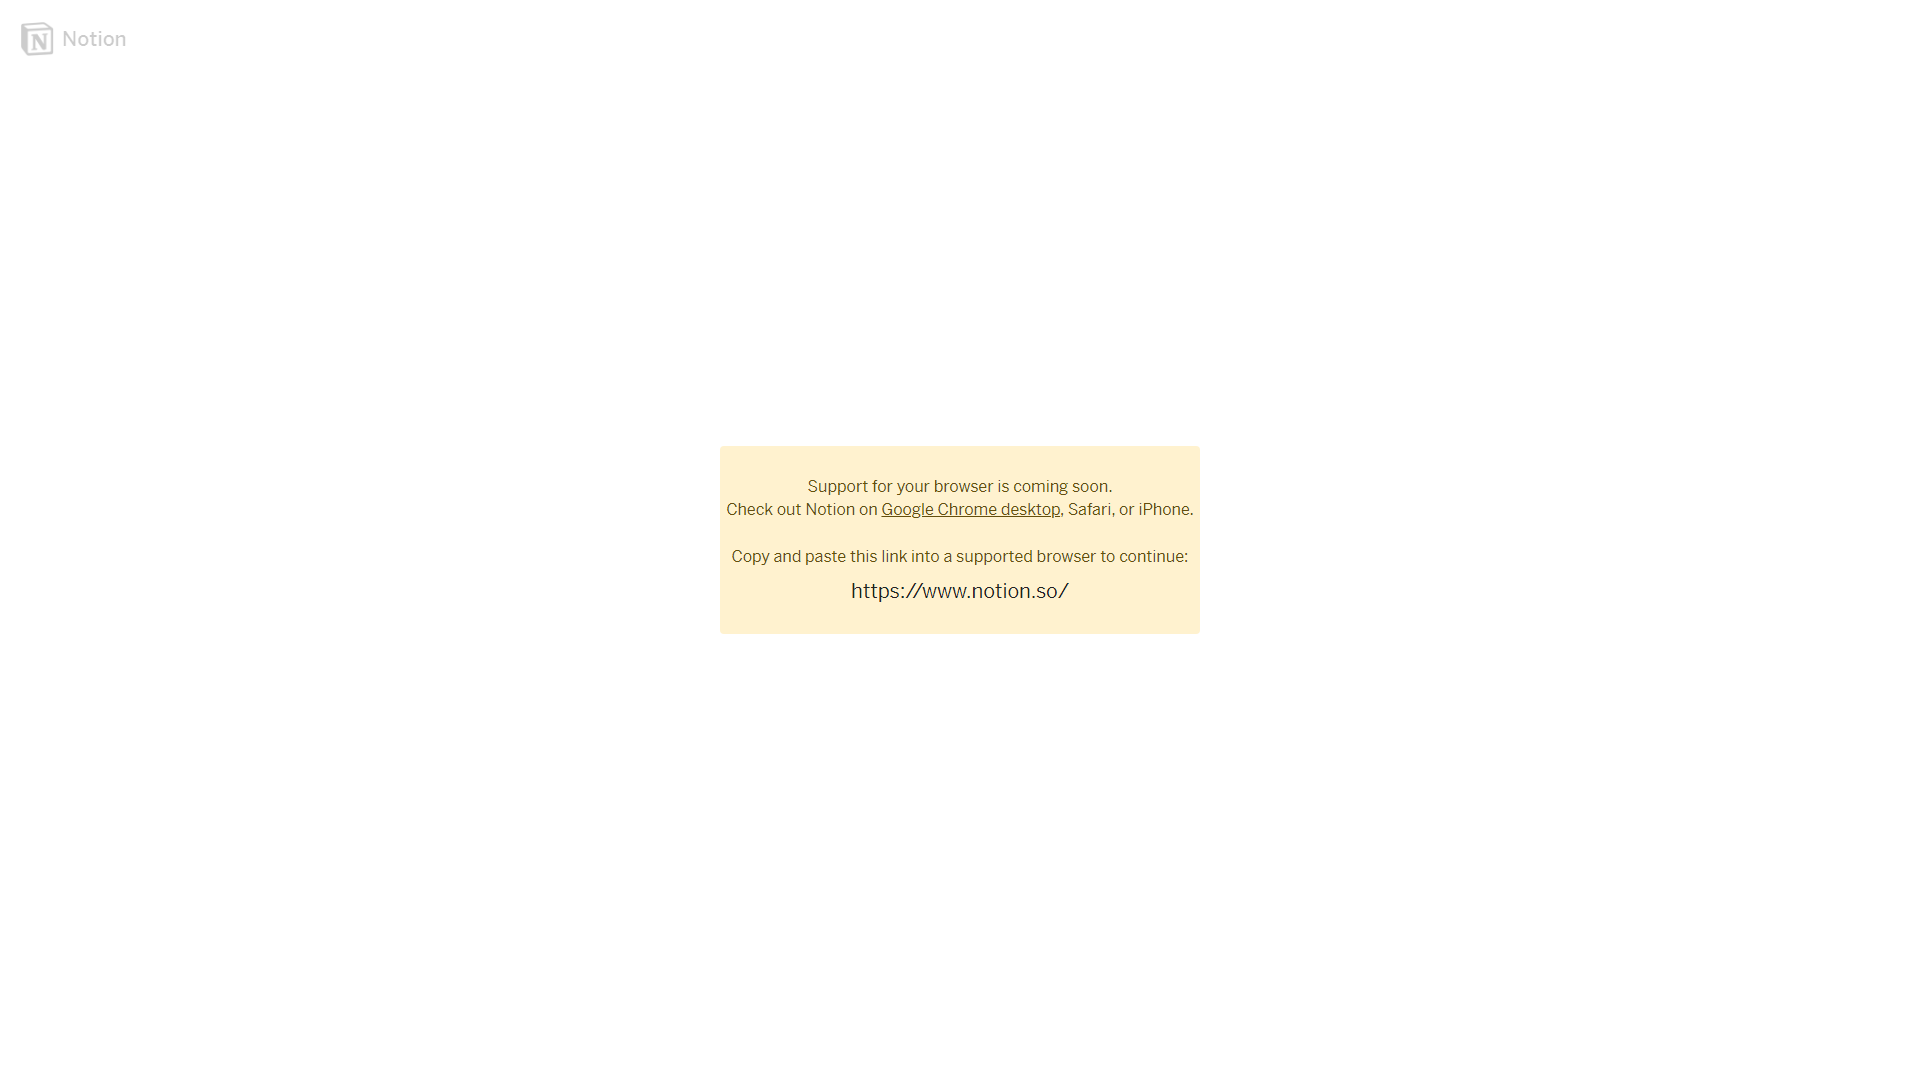 Notion
Support for your browser is coming soon.
Check out Notion on Google Chrome desktop, Safari, or iPhone.
Copy and paste this link into a supported browser to continue:
https://www.notion.so/